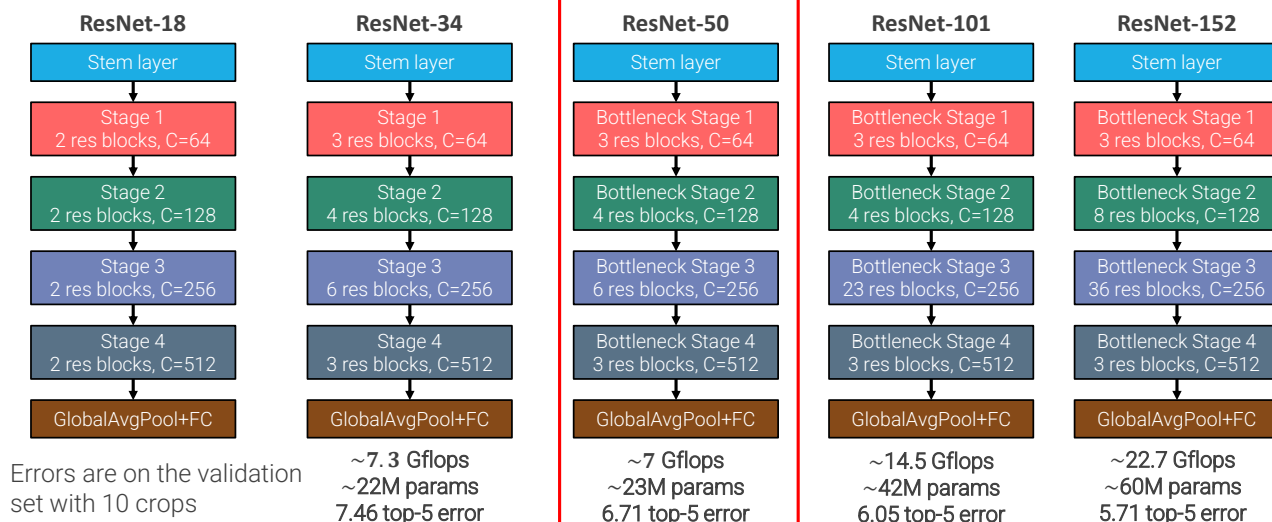 ResNet-18
Stem layer
Stage 1
2 res blocks, C=64
Stage 2
2 res blocks, C=128
Stage 3
2 res blocks, C=256
Stage 4
2 res blocks, C=512
GlobalAvgPool+FC
Errors are on the validation
set with 10 crops
ResNet-34
Stem layer
Stage 1
3 res blocks, C=64
Stage 2
4 res blocks, C=128
Stage 3
6 res blocks, C=256
Stage 4
3 res blocks, C=512
GlobalAvgPool+FC
~7.3 Gflops
~22M params
7.46 top-5 error
ResNet-50
Stem layer
Bottleneck Stage 1
3 res blocks, C=64
Bottleneck Stage 2
4 res blocks, C=128
Bottleneck Stage 3
6 res blocks, C=256
Bottleneck Stage 4
3 res blocks, C=512
GlobalAvgPool+FC
~7 Gflops
~23M params
6.71 top-5 error
ResNet-101
Stem layer
Bottleneck Stage 1
3 res blocks, C=64
Bottleneck Stage 2
4 res blocks, C=128
Bottleneck Stage 3
23 res blocks, C=256
Bottleneck Stage 4
3 res blocks, C=512
GlobalAvgPool+FC
~14.5 Gflops
~42M params
6.05 top-5 error
ResNet-152
Stem layer
Bottleneck Stage 1
3 res blocks, C=64
Bottleneck Stage 2
8 res blocks, C=128
Bottleneck Stage 3
36 res blocks, C=256
Bottleneck Stage 4
3 res blocks, C=512
GlobalAvgPool+FC
~22.7 Gflops
~60M params
5.71 top-5 error